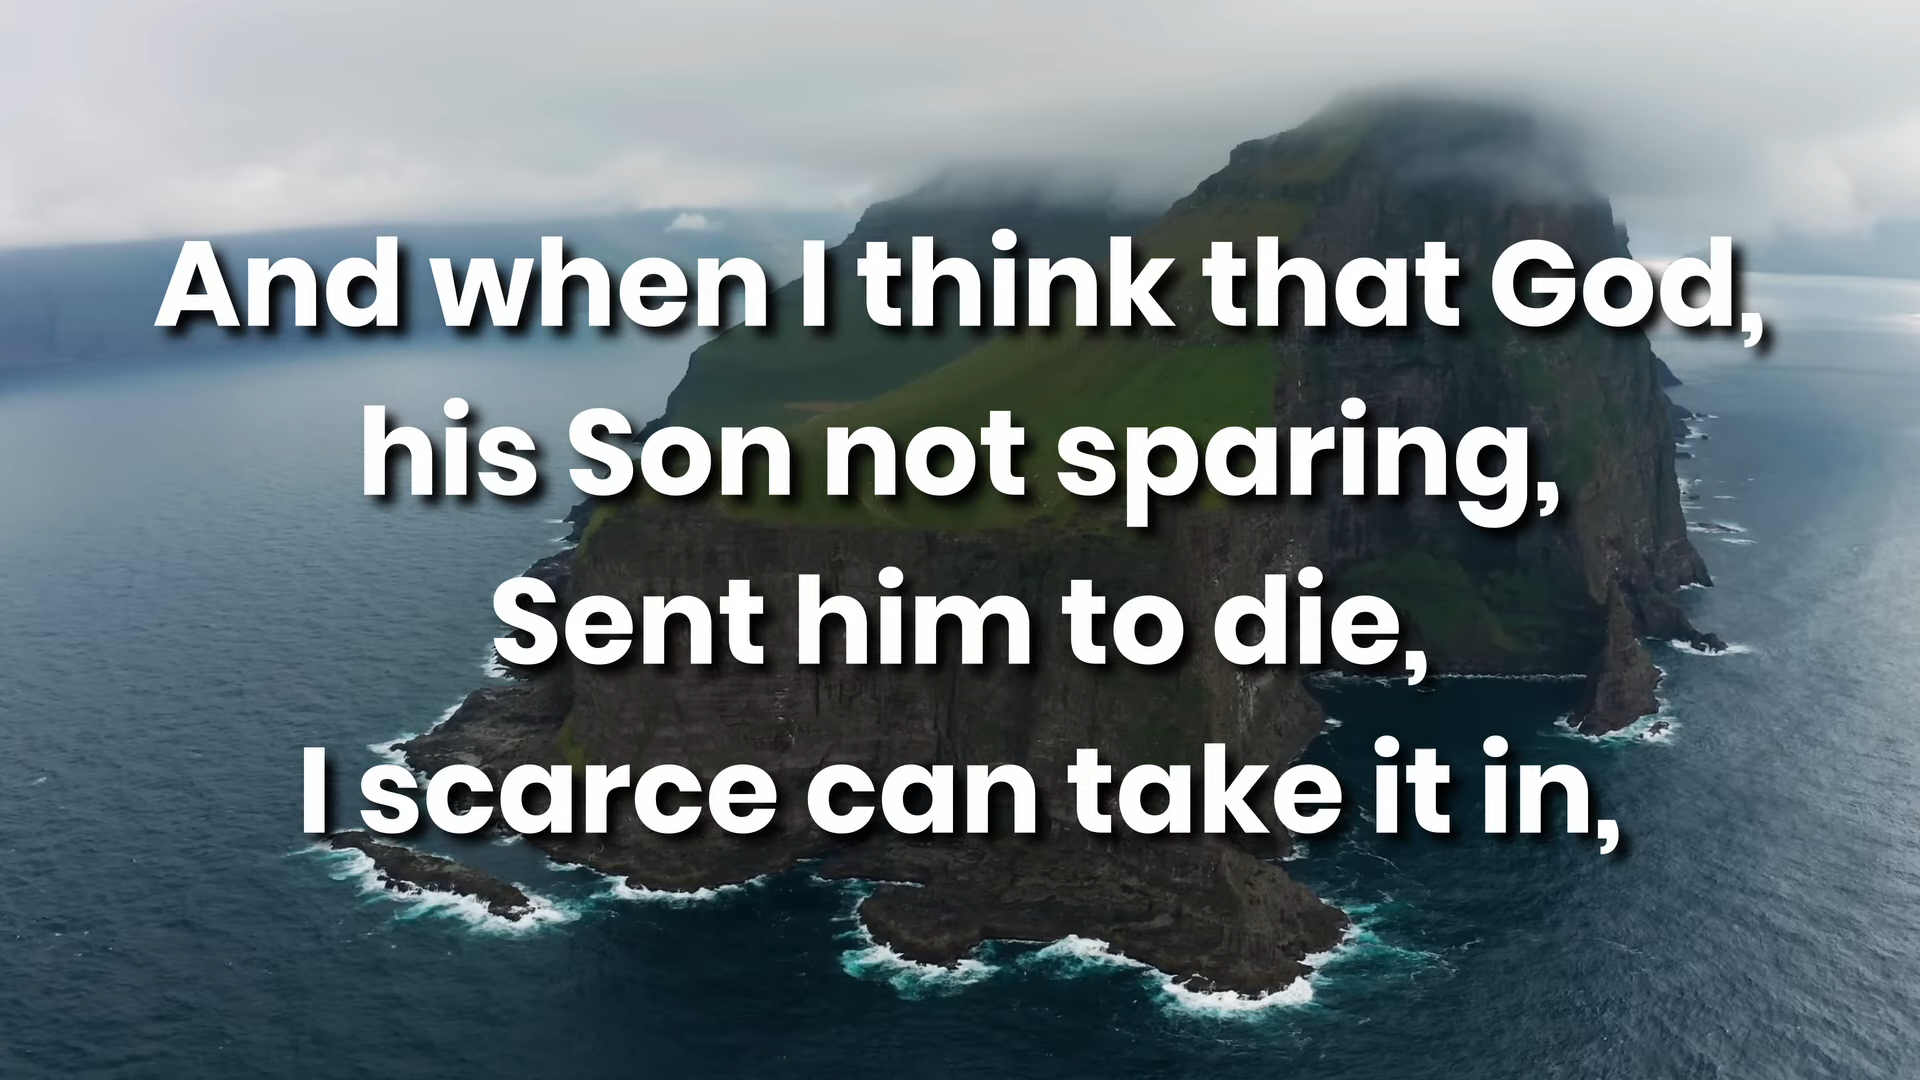 And when I think that God,
his Son not sparing,
Sent him to die,
I scarce can take it in,